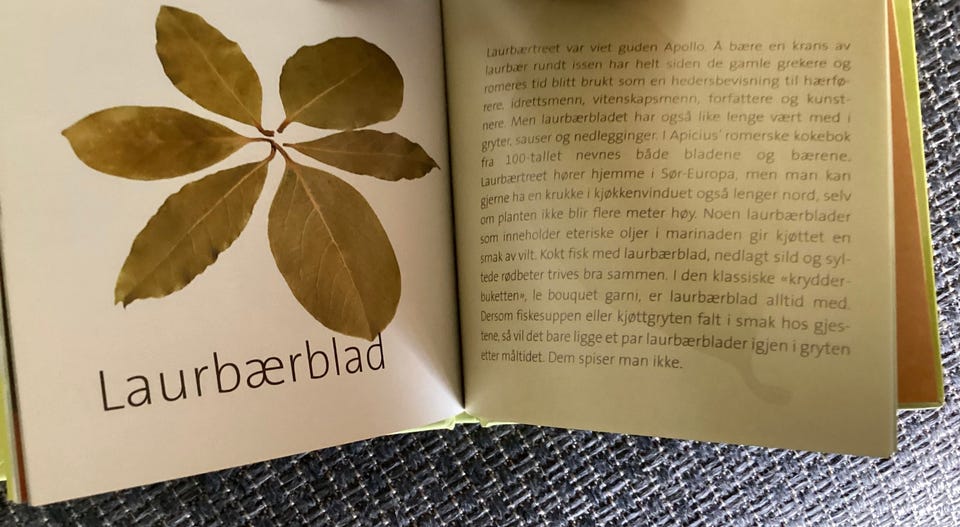 Laurbærblad
Laurbærtreet var viet guden Apollo. Å bære en krans av
laurbær rundt issen har helt siden de gamle grekere og
romeres tid blitt brukt som en hedersbevisning til hærfø-
rere, idrettsmenn, vitenskapsmenn, forfattere og kunst-
nere. Men laurbærbladet har også like lenge vært med i
gryter, sauser og nedlegginger. I Apicius' romerske kokebok
fra 100-tallet nevnes både bladene og bærene.
Laurbærtreet hører hjemme i Sør-Europa, men man kan
gjerne ha en krukke i kjøkkenvinduet også lenger nord, selv
om planten ikke blir flere meter høy. Noen laurbærblader
som inneholder eteriske oljer i marinaden gir kjøttet en
smak av vilt. Kokt fisk med laurbærblad, nedlagt sild og syl-
tede rødbeter trives bra sammen. I den klassiske «krydder-
buketten», le bouquet garni, er laurbærblad alltid med.
Dersom fiskesuppen eller kjøttgryten falt i smak hos gjes-
tene, så vil det bare ligge et par laurbærblader igjen i gryten
etter måltidet. Dem spiser man ikke.